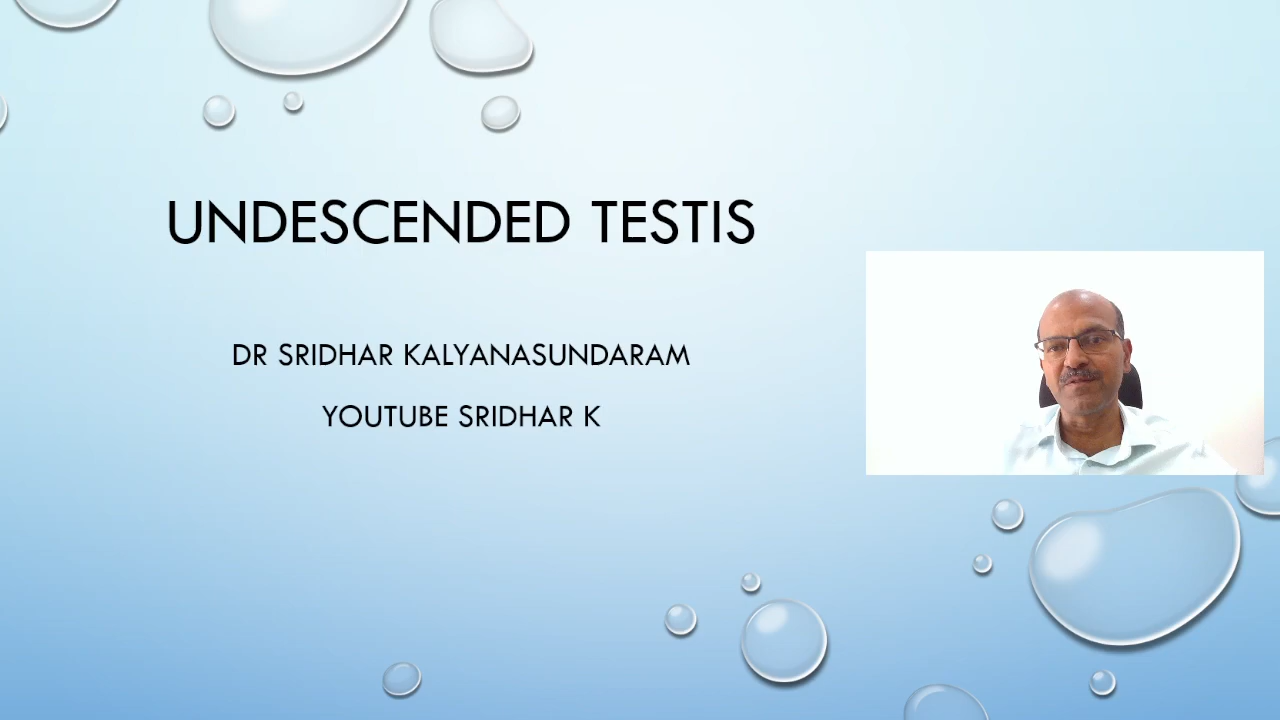 UNDESCENDED TESTIS
DR SRIDHAR KALYANASUNDARAM
YOUTUBE SRIDHAR K